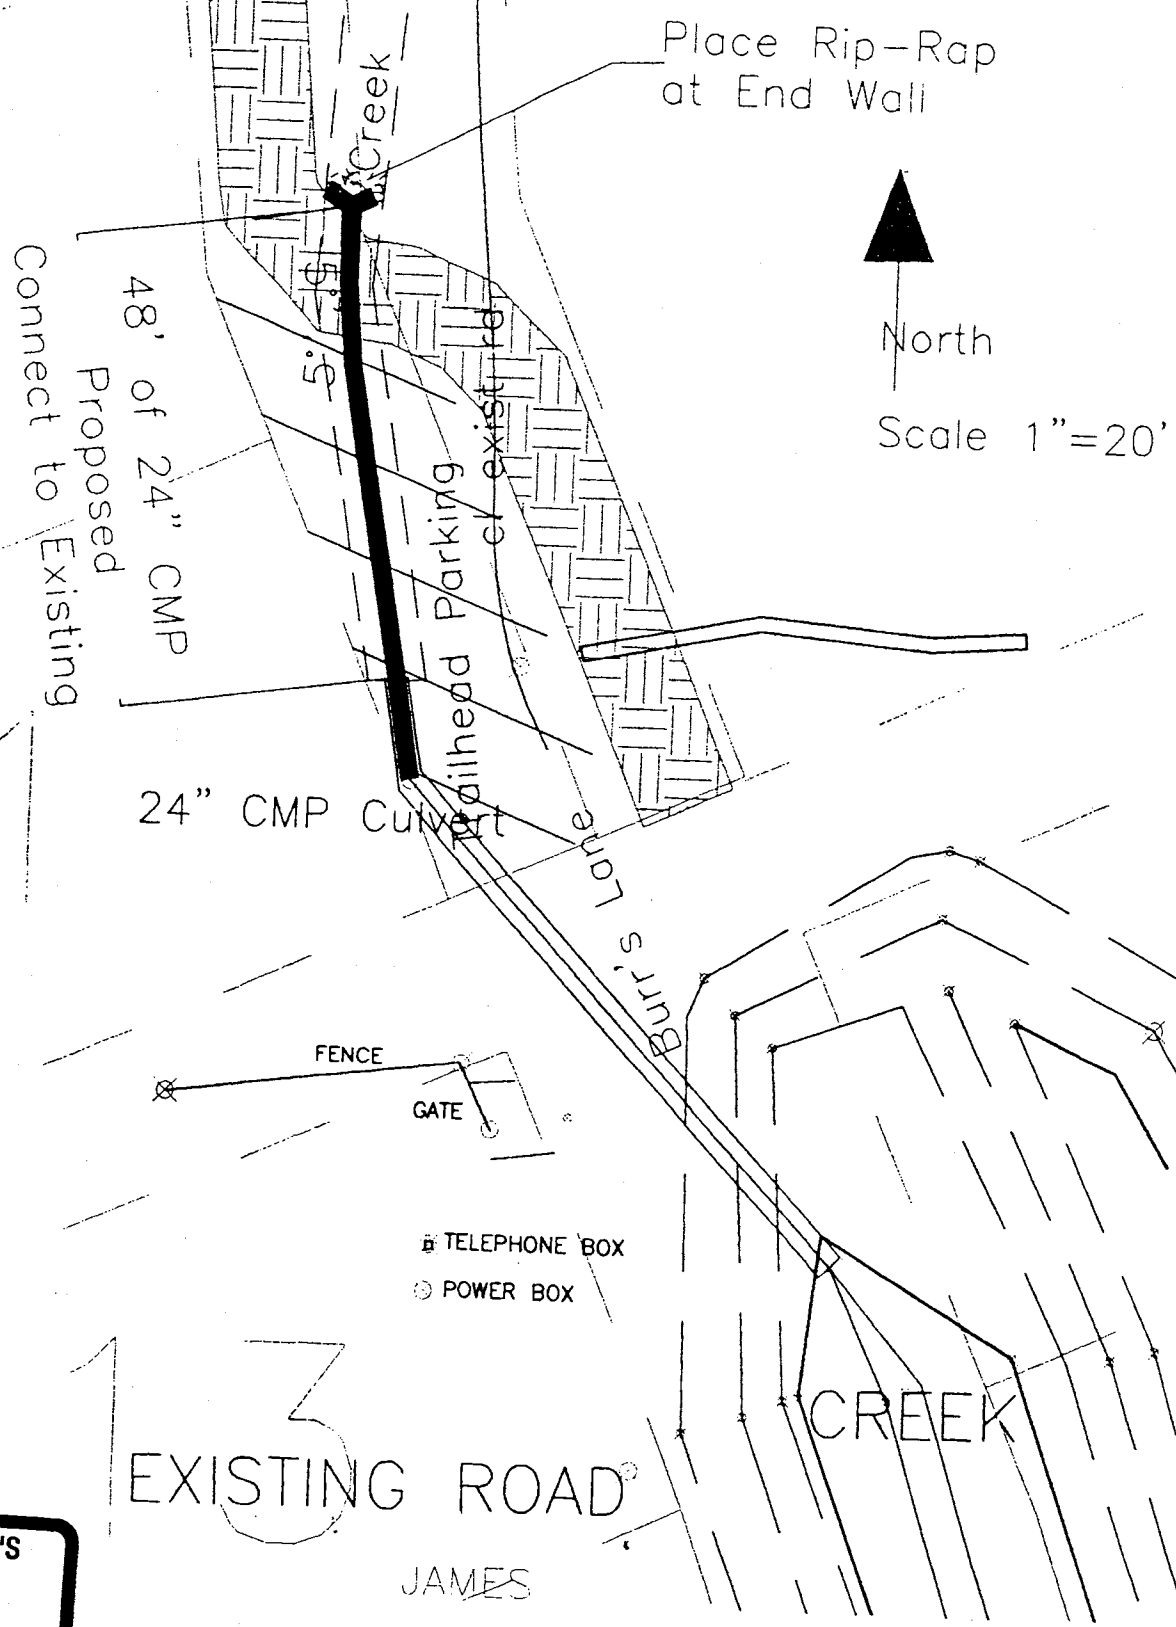 Place Rip-Rap
at End Wall
Creek
North
Scale 1"=20'
48' of 24" CMP
Proposed
Connect to Existing
5'
5'
cl exist rd
Trailhead Parking
24" CMP Culvert
Burr's Lane
FENCE
GATE
TELEPHONE BOX
POWER BOX
13
CREEK
EXISTING ROAD
JAMES
'S